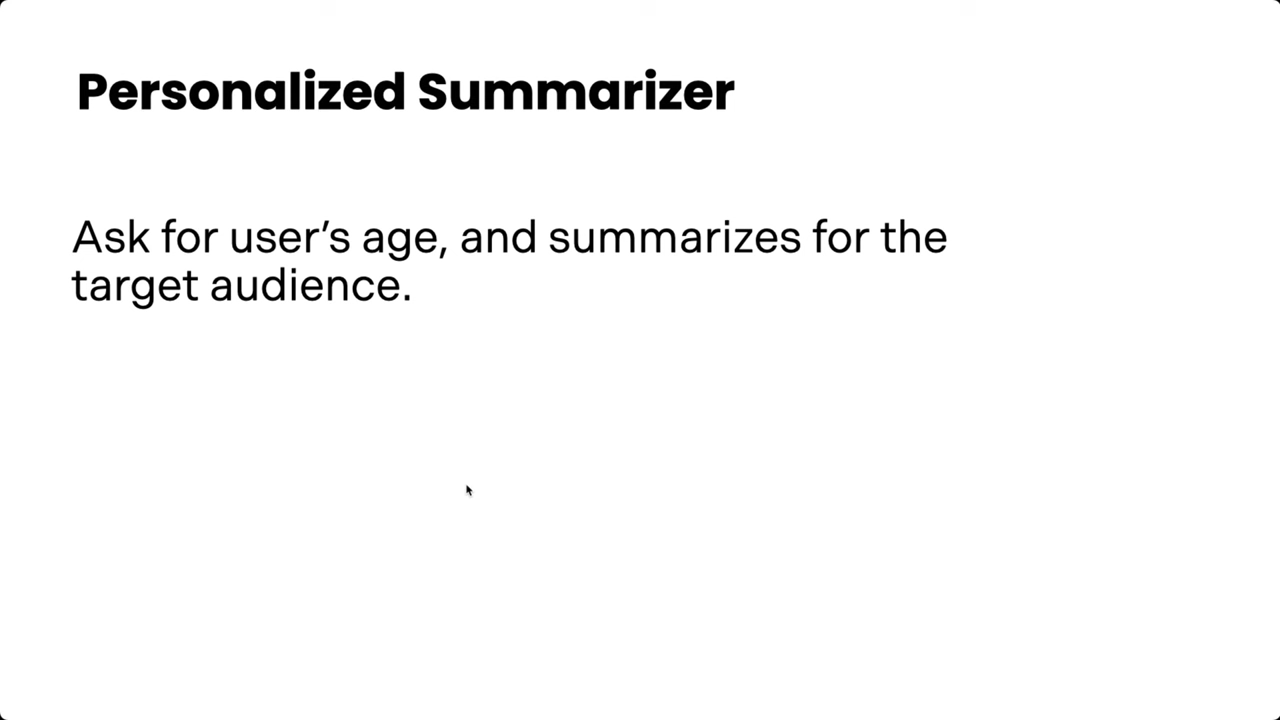 Personalized Summarizer
Ask for user’s age, and summarizes for the
target audience.